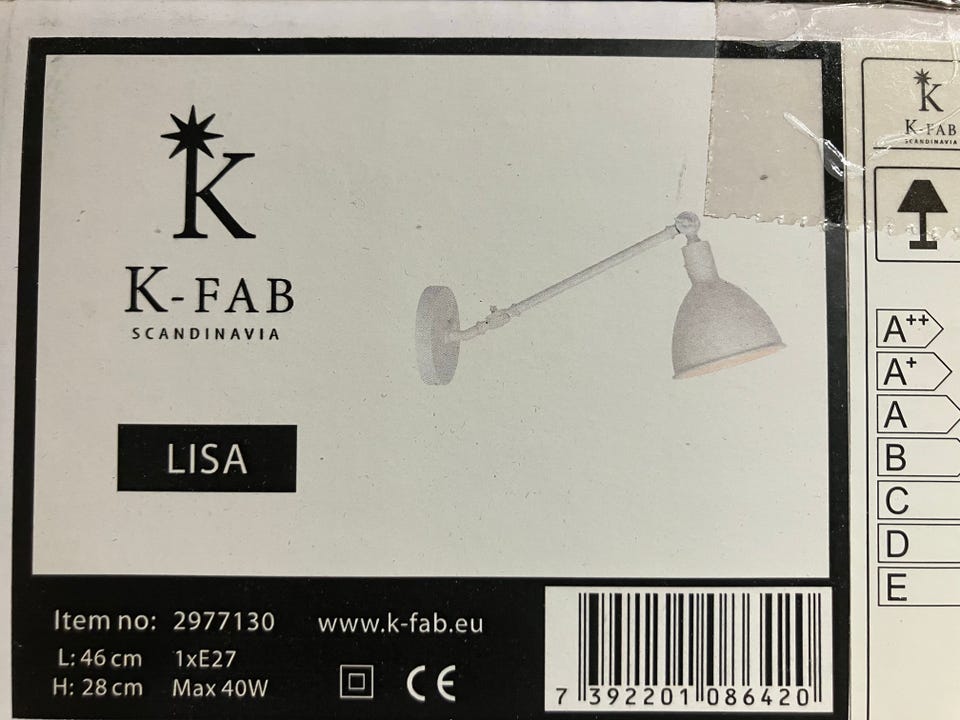 K
K-FAB
SCANDINAVIA
LISA
Item no: 2977130
www.k-fab.eu
L: 46 cm 1xE27
H: 28 cm Max 40W
CE
7 392201 086420
K
K-FAB
SCANDINAVIA
A++
A+
A
B
C
D
E